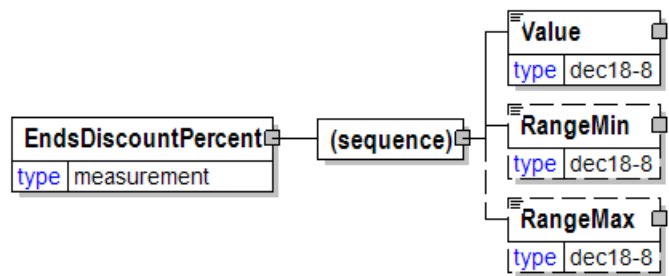 EndsDiscountPercent
type measurement
(sequence)
Value
type dec18-8
RangeMin
type dec18-8
RangeMax
type dec18-8